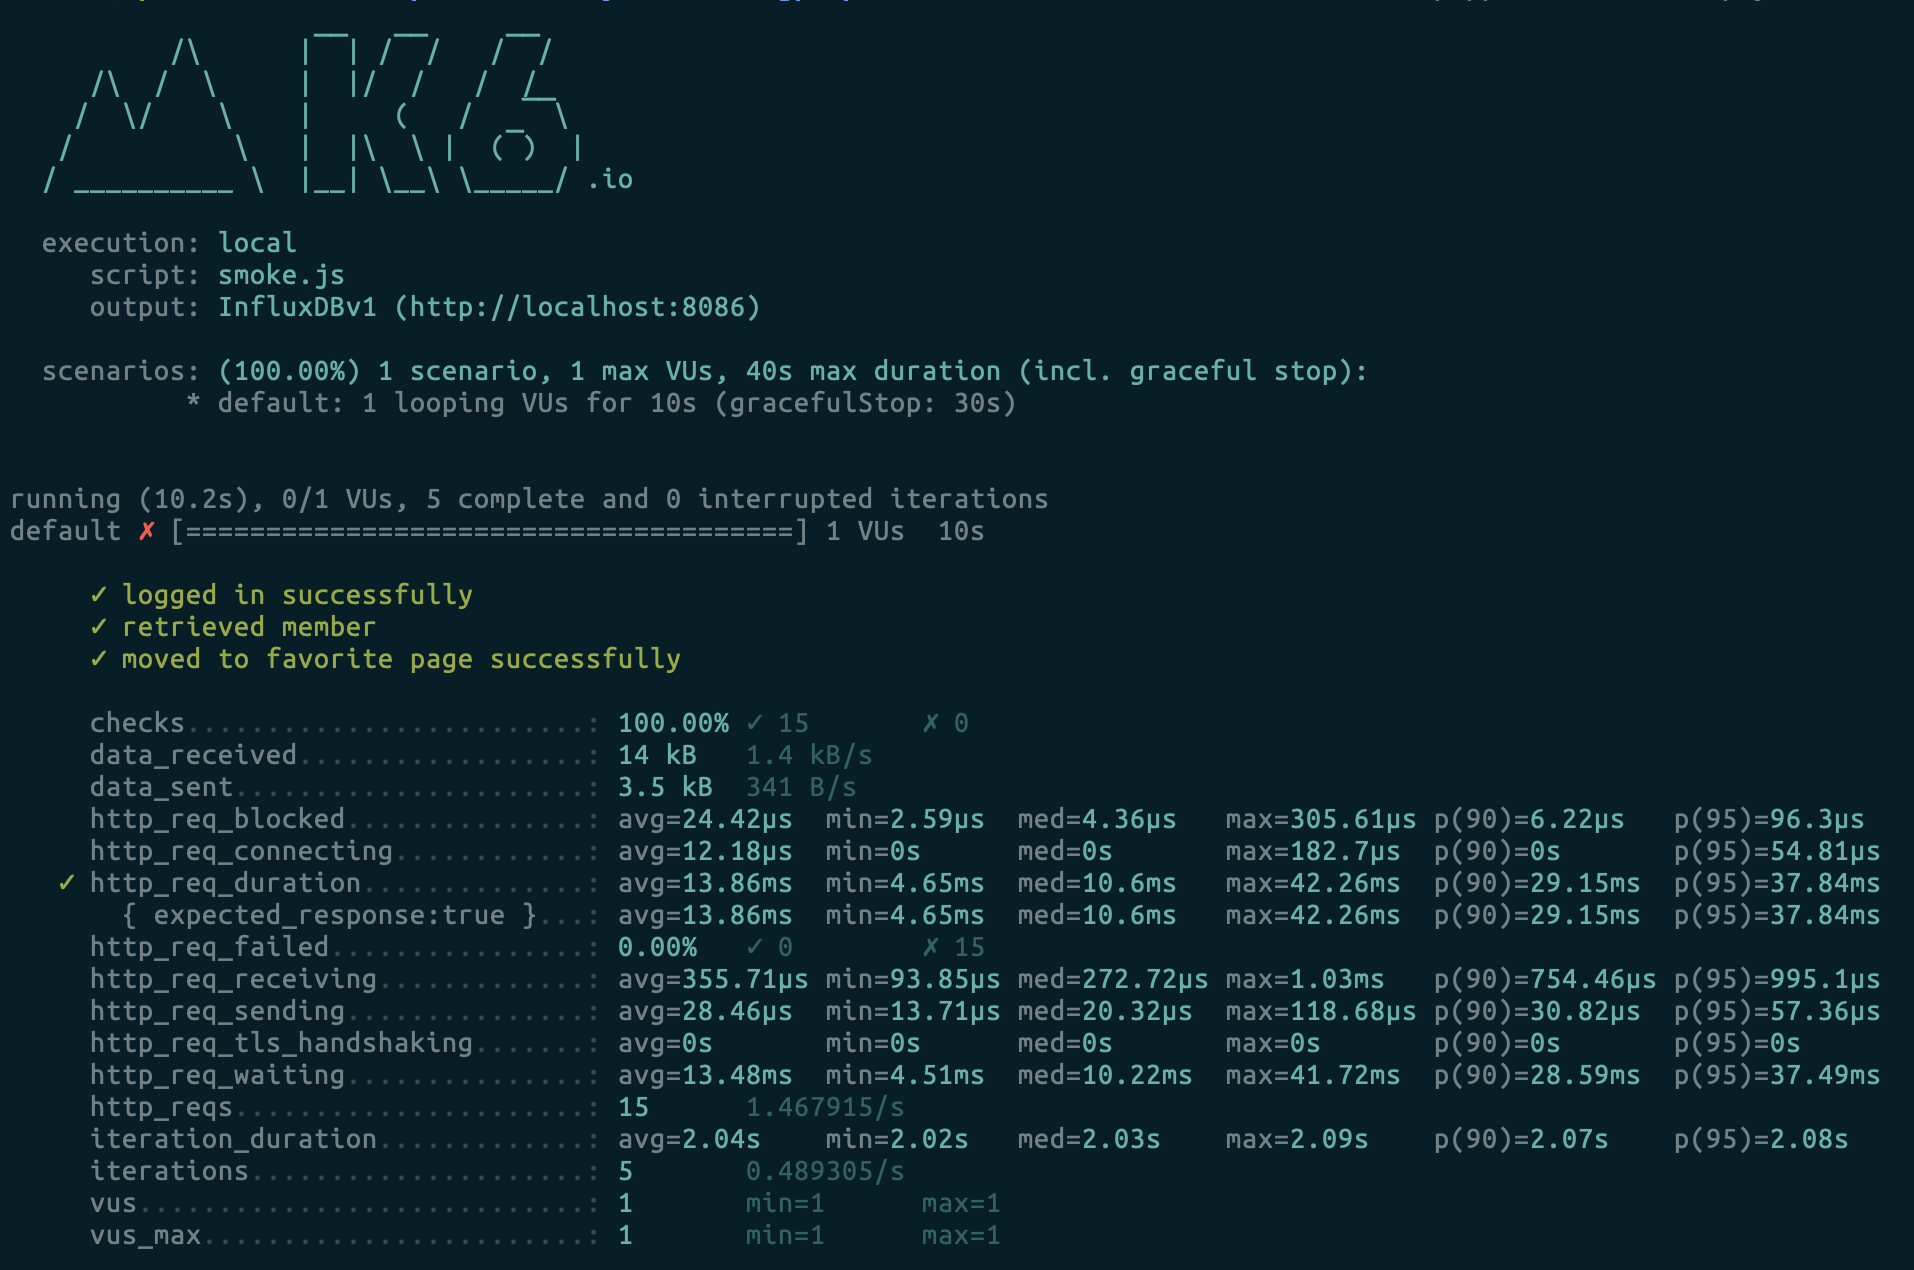 /\      |‾‾| /‾‾/   /‾‾/
     /\  /  \     |  |/  /   /  /
    /  \/    \    |     (   /   ‾‾\
   /          \   |  |\  \ |  (‾)  |
  / __________ \  |__| \__\ \_____/ .io
execution: local
script: smoke.js
output: InfluxDBv1 (http://localhost:8086)
scenarios: (100.00%) 1 scenario, 1 max VUs, 40s max duration (incl. graceful stop):
* default: 1 looping VUs for 10s (gracefulStop: 30s)
running (10.2s), 0/1 VUs, 5 complete and 0 interrupted iterations
default ✗ [======================================] 1 VUs  10s
✓ logged in successfully
✓ retrieved member
✓ moved to favorite page successfully
checks.........................: 100.00% ✓ 15       ✗ 0
data_received..................: 14 kB   1.4 kB/s
data_sent......................: 3.5 kB  341 B/s
http_req_blocked...............: avg=24.42µs  min=2.59µs  med=4.36µs   max=305.61µs p(90)=6.22µs   p(95)=96.3µs
http_req_connecting............: avg=12.18µs  min=0s      med=0s       max=182.7µs  p(90)=0s       p(95)=54.81µs
✓ http_req_duration..............: avg=13.86ms  min=4.65ms  med=10.6ms   max=42.26ms  p(90)=29.15ms  p(95)=37.84ms
{ expected_response:true }...: avg=13.86ms  min=4.65ms  med=10.6ms   max=42.26ms  p(90)=29.15ms  p(95)=37.84ms
http_req_failed................: 0.00%   ✓ 0        ✗ 15
http_req_receiving.............: avg=355.71µs min=93.85µs med=272.72µs max=1.03ms   p(90)=754.46µs p(95)=995.1µs
http_req_sending...............: avg=28.46µs  min=13.71µs med=20.32µs  max=118.68µs p(90)=30.82µs  p(95)=57.36µs
http_req_tls_handshaking.......: avg=0s       min=0s      med=0s       max=0s       p(90)=0s       p(95)=0s
http_req_waiting...............: avg=13.48ms  min=4.51ms  med=10.22ms  max=41.72ms  p(90)=28.59ms  p(95)=37.49ms
http_reqs......................: 15      1.467915/s
iteration_duration.............: avg=2.04s    min=2.02s   med=2.03s    max=2.09s    p(90)=2.07s    p(95)=2.08s
iterations.....................: 5       0.489305/s
vus............................: 1       min=1      max=1
vus_max........................: 1       min=1      max=1